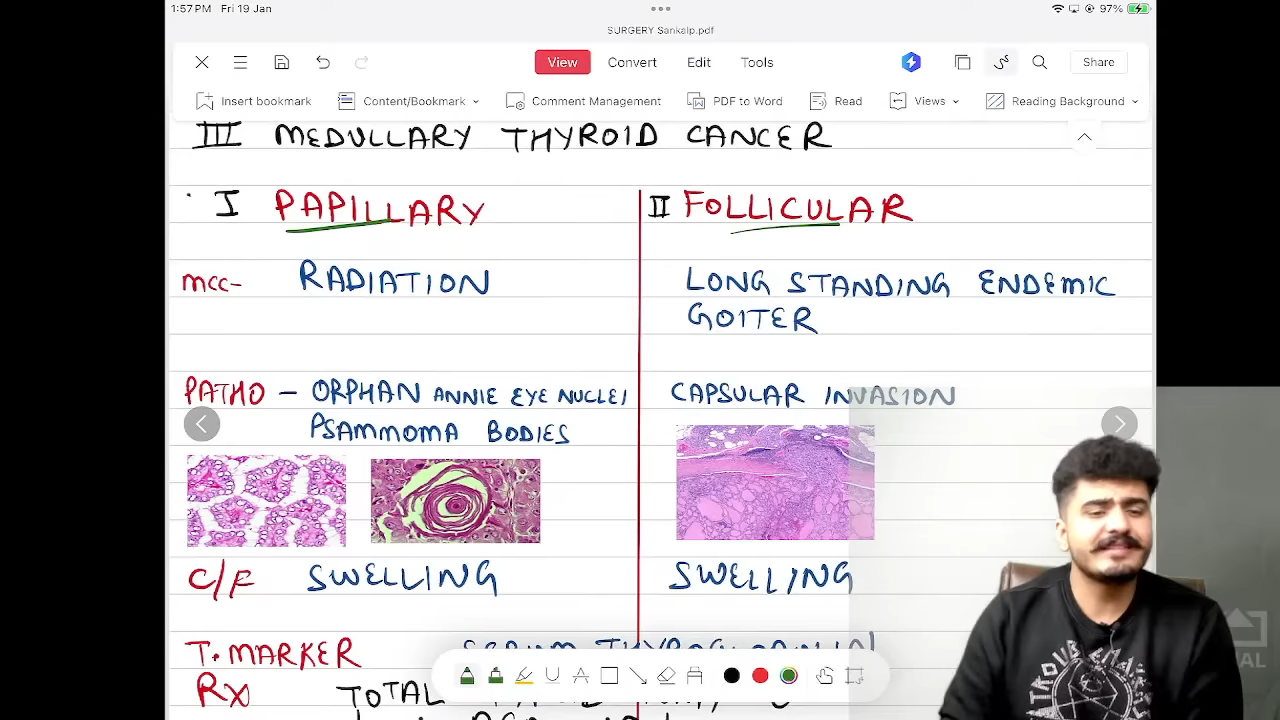 1:57PM Fri 19 Jan
97%
SURGERY Sankalp.pdf
View Convert Edit Tools Share
Insert bookmark Content/Bookmark Comment Management PDF to Word Read Views Reading Background
III MEDULLARY THYROID CANCER
I PAPILLARY II FOLLICULAR
mcc- RADIATION LONG STANDING ENDEMIC
GOITER
PATHO - ORPHAN ANNIE EYE NUCLEI CAPSULAR INVASION
PSAMMOMA BODIES
C/F SWELLING SWELLING
T. MARKER SERUM
RX TOTAL